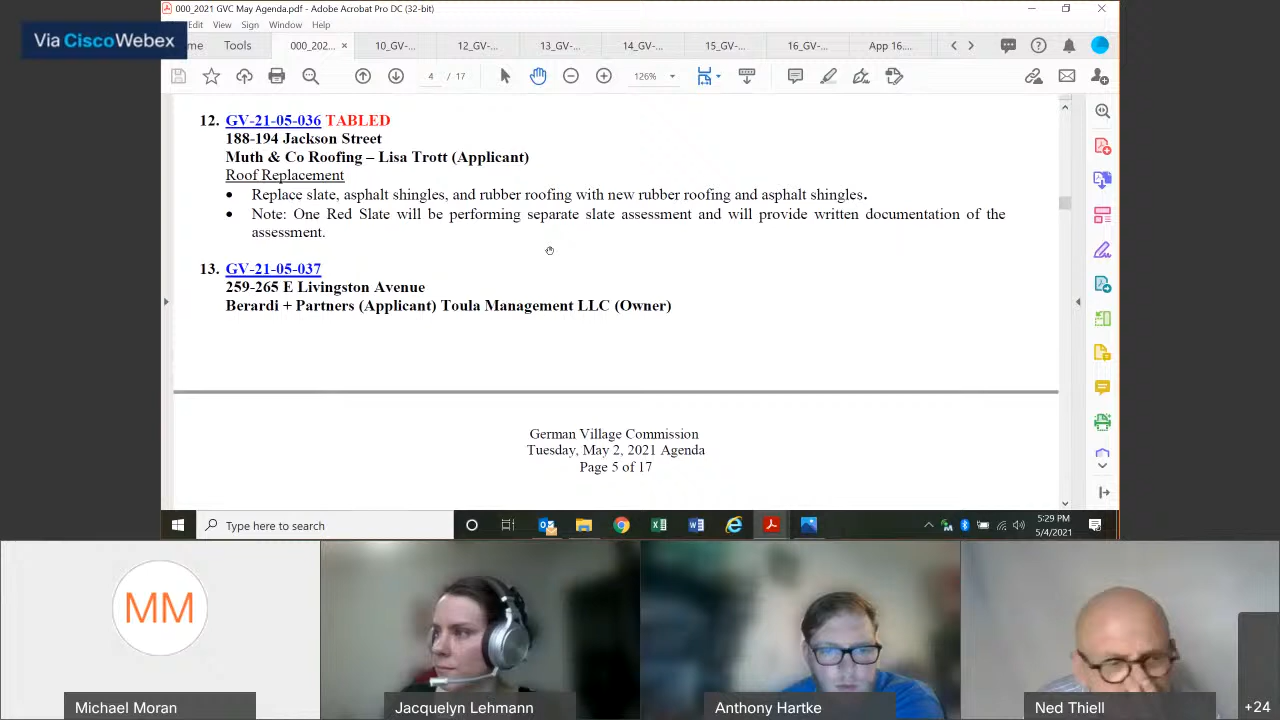 000_2021 GVC May Agenda.pdf - Adobe Acrobat Pro DC (32-bit)
Edit View Sign Window Help
Via Cisco Webex
me Tools 000_202... × 10_G-... 12_GV-... 13_GV-... 14_GV-... 15_GV-... 16_GV-... App 16....
4 / 17 126%
12. GV-21-05-036 TABLED
188-194 Jackson Street
Muth & Co Roofing – Lisa Trott (Applicant)
Roof Replacement
• Replace slate, asphalt shingles, and rubber roofing with new rubber roofing and asphalt shingles.
• Note: One Red Slate will be performing separate slate assessment and will provide written documentation of the
assessment.
13. GV-21-05-037
259-265 E Livingston Avenue
Berardi + Partners (Applicant) Toula Management LLC (Owner)
German Village Commission
Tuesday, May 2, 2021 Agenda
Page 5 of 17
Type here to search
5:29 PM
5/4/2021
MM
Michael Moran
Jacquelyn Lehmann
Anthony Hartke
Ned Thiell
+24